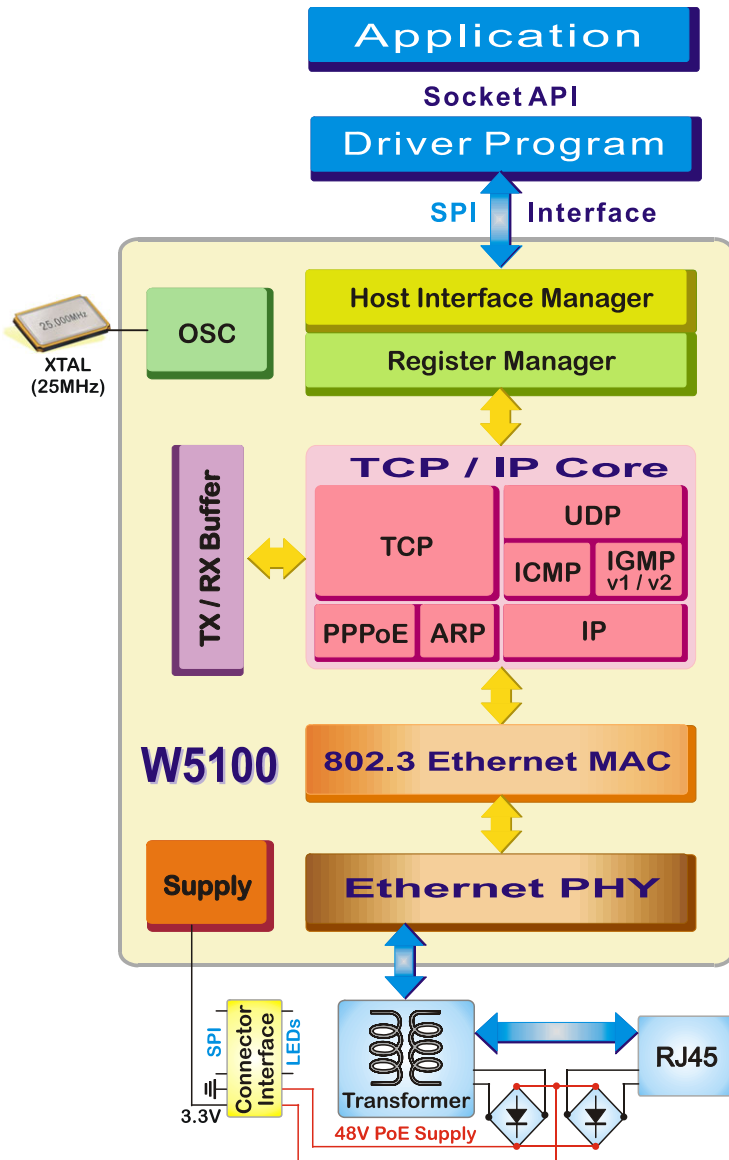 Application
Socket API
Driver Program
SPI Interface
Host Interface Manager
25,000MHz
OSC
XTAL
(25MHz)
Register Manager
TCP / IP Core
TX / RX Buffer
TCP
UDP
ICMP
IGMP
v1 / v2
PPPoE
ARP
IP
W5100
802.3 Ethernet MAC
Supply
Ethernet PHY
SPI
Connector
Interface
LEDs
3.3V
Transformer
RJ45
48V PoE Supply